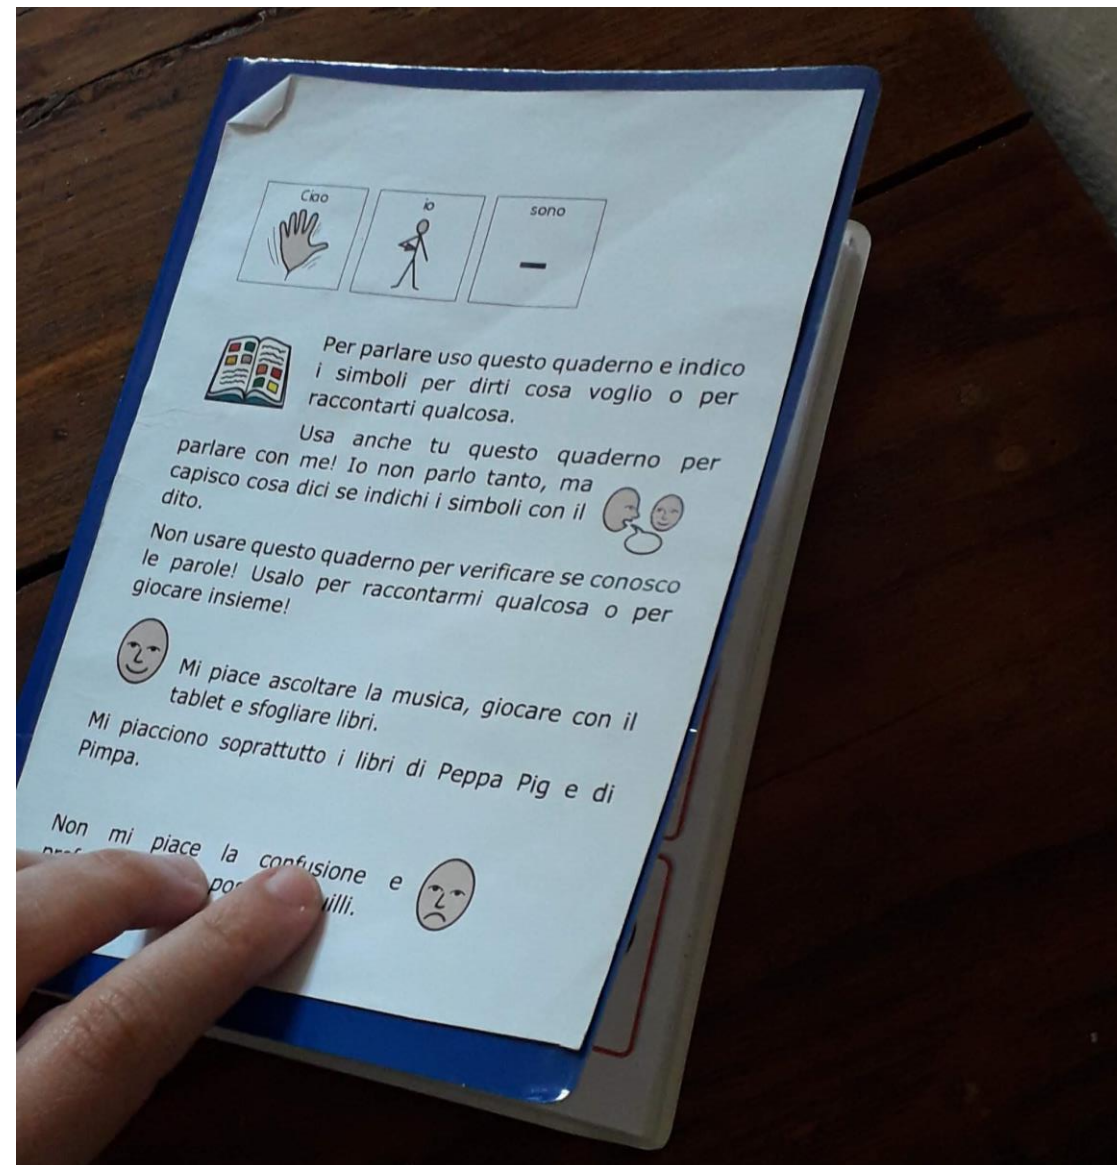 Ciao io sono
Per parlare uso questo quaderno e indico
i simboli per dirti cosa voglio o per
raccontarti qualcosa.
Usa anche tu questo quaderno per
parlare con me! Io non parlo tanto, ma
capisco cosa dici se indichi i simboli con il
dito.
Non usare questo quaderno per verificare se conosco
le parole! Usalo per raccontarmi qualcosa o per
giocare insieme!
Mi piace ascoltare la musica, giocare con il
tablet e sfogliare libri.
Mi piacciono soprattutto i libri di Peppa Pig e di
Pimpa.
Non mi piace la confusione e